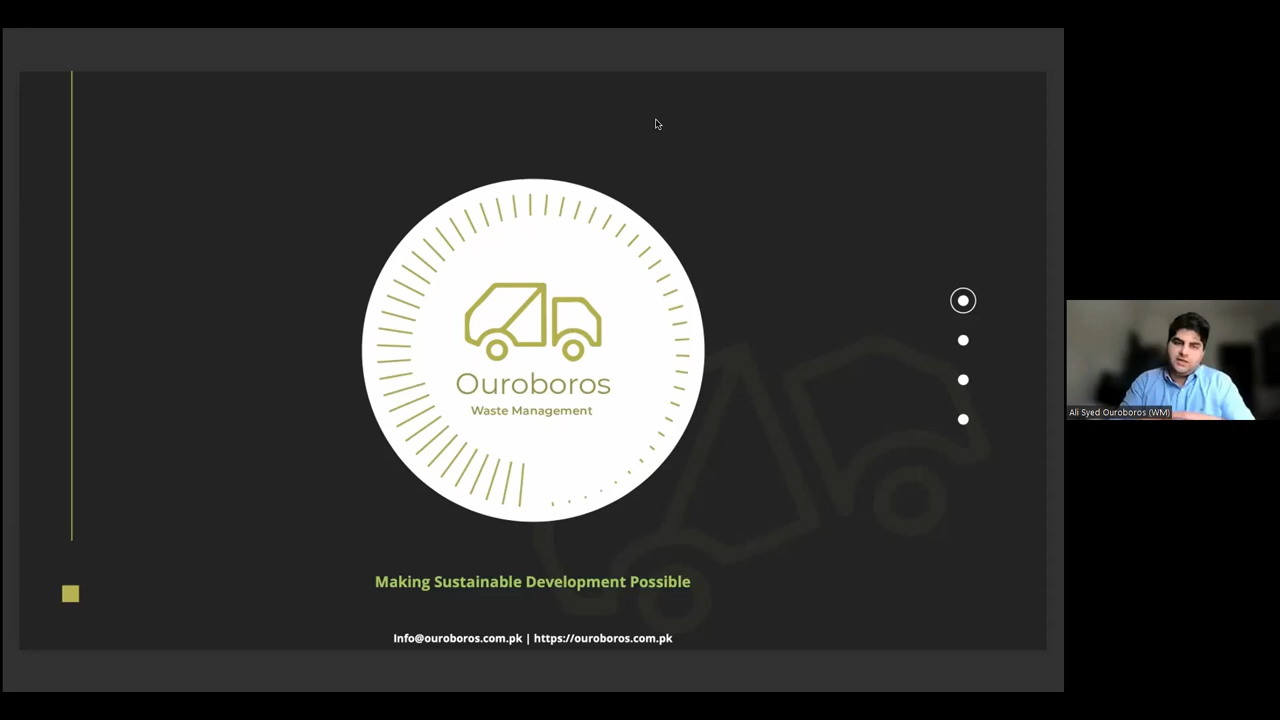 Ouroboros
Waste Management
Making Sustainable Development Possible
Info@ouroboros.com.pk | https://ouroboros.com.pk
Ali Syed Ouroboros (WM)